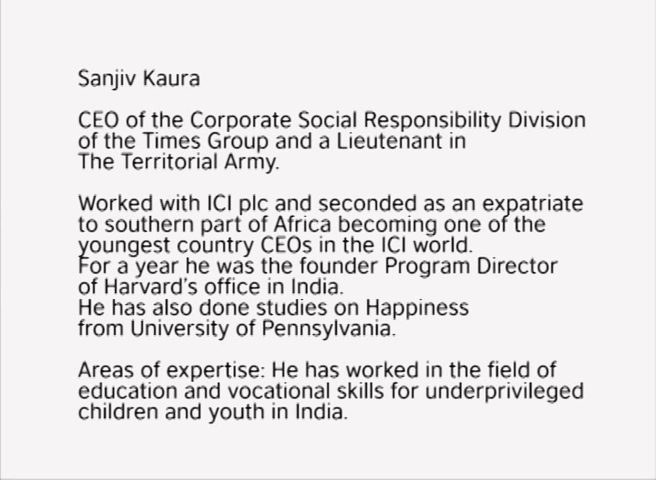 Sanjiv Kaura
CEO of the Corporate Social Responsibility Division
of the Times Group and a Lieutenant in
The Territorial Army.
Worked with ICI plc and seconded as an expatriate
to southern part of Africa becoming one of the
youngest country CEOs in the ICI world.
For a year he was the founder Program Director
of Harvard's office in India.
He has also done studies on Happiness
from University of Pennsylvania.
Areas of expertise: He has worked in the field of
education and vocational skills for underprivileged
children and youth in India.